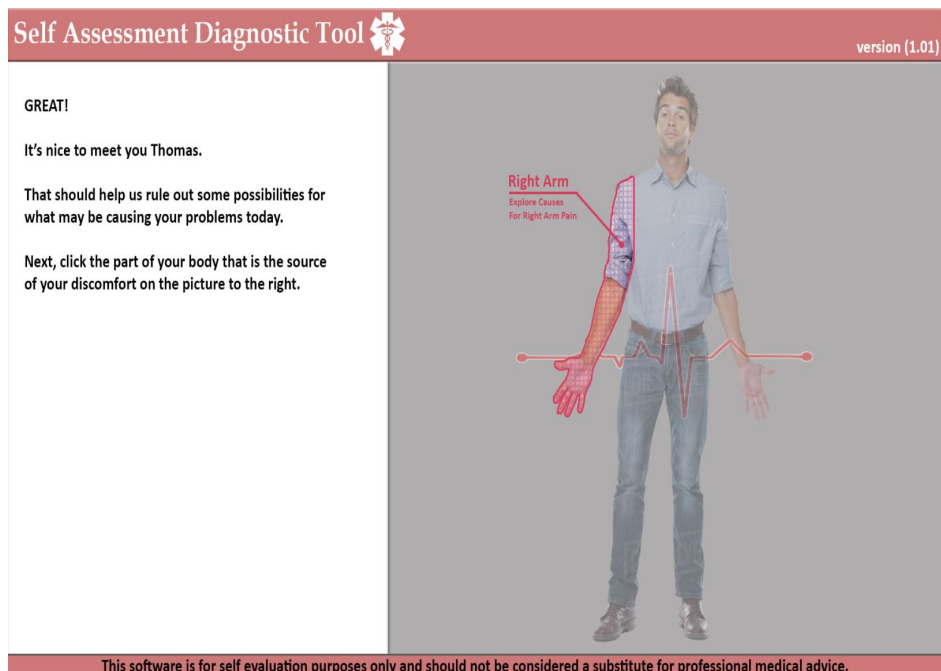 Self Assessment Diagnostic Tool
version (1.01)
GREAT!
It's nice to meet you Thomas.
That should help us rule out some possibilities for
what may be causing your problems today.
Next, click the part of your body that is the source
of your discomfort on the picture to the right.
Right Arm
Explore Causes
For Right Arm Pain
This software is for self evaluation purposes only and should not be considered a substitute for professional medical advice.